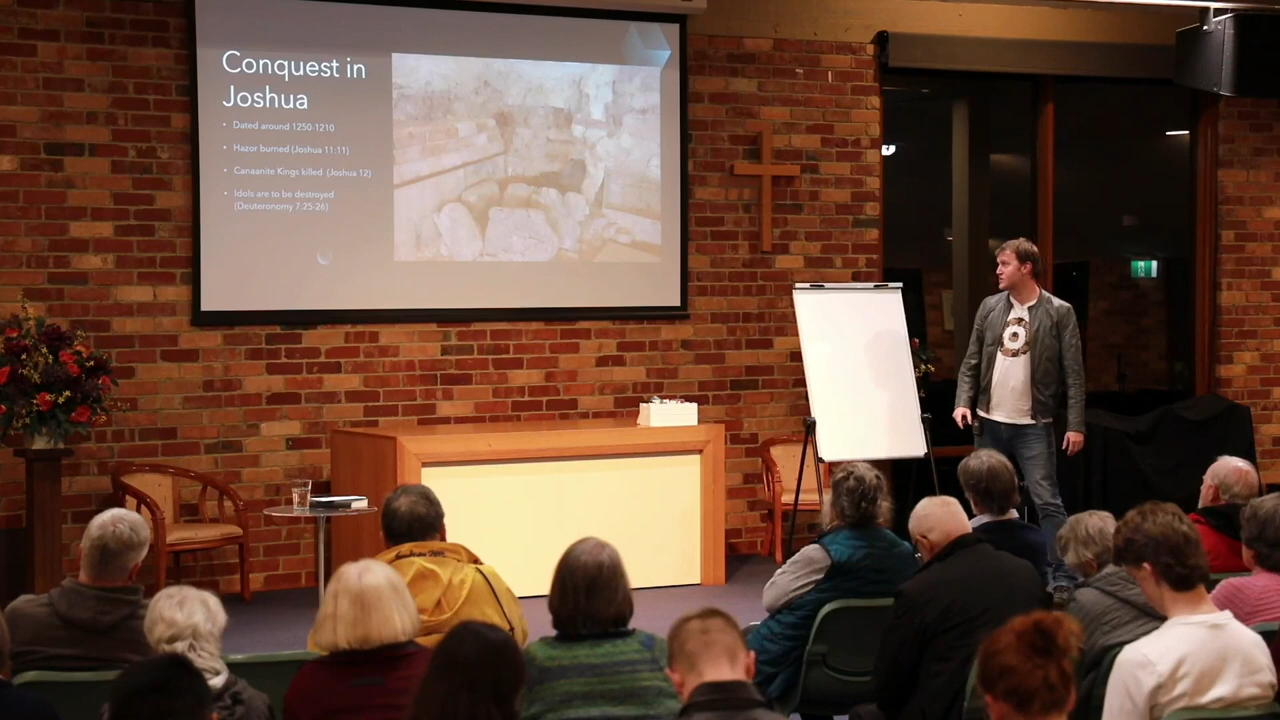 Conquest in
Joshua
• Dated around 1250-1210
• Hazor burned (Joshua 11:11)
• Canaanite Kings killed (Joshua 12)
• Idols are to be destroyed
(Deuteronomy 7:25-26)